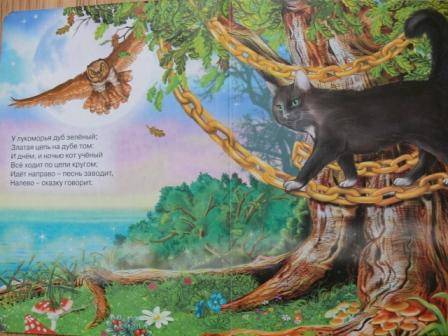 У лукоморья дуб зелёный;
Златая цепь на дубе том:
И днём, и ночью кот учёный
Всё ходит по цепи кругом;
Идёт направо – песнь заводит,
Налево – сказку говорит.